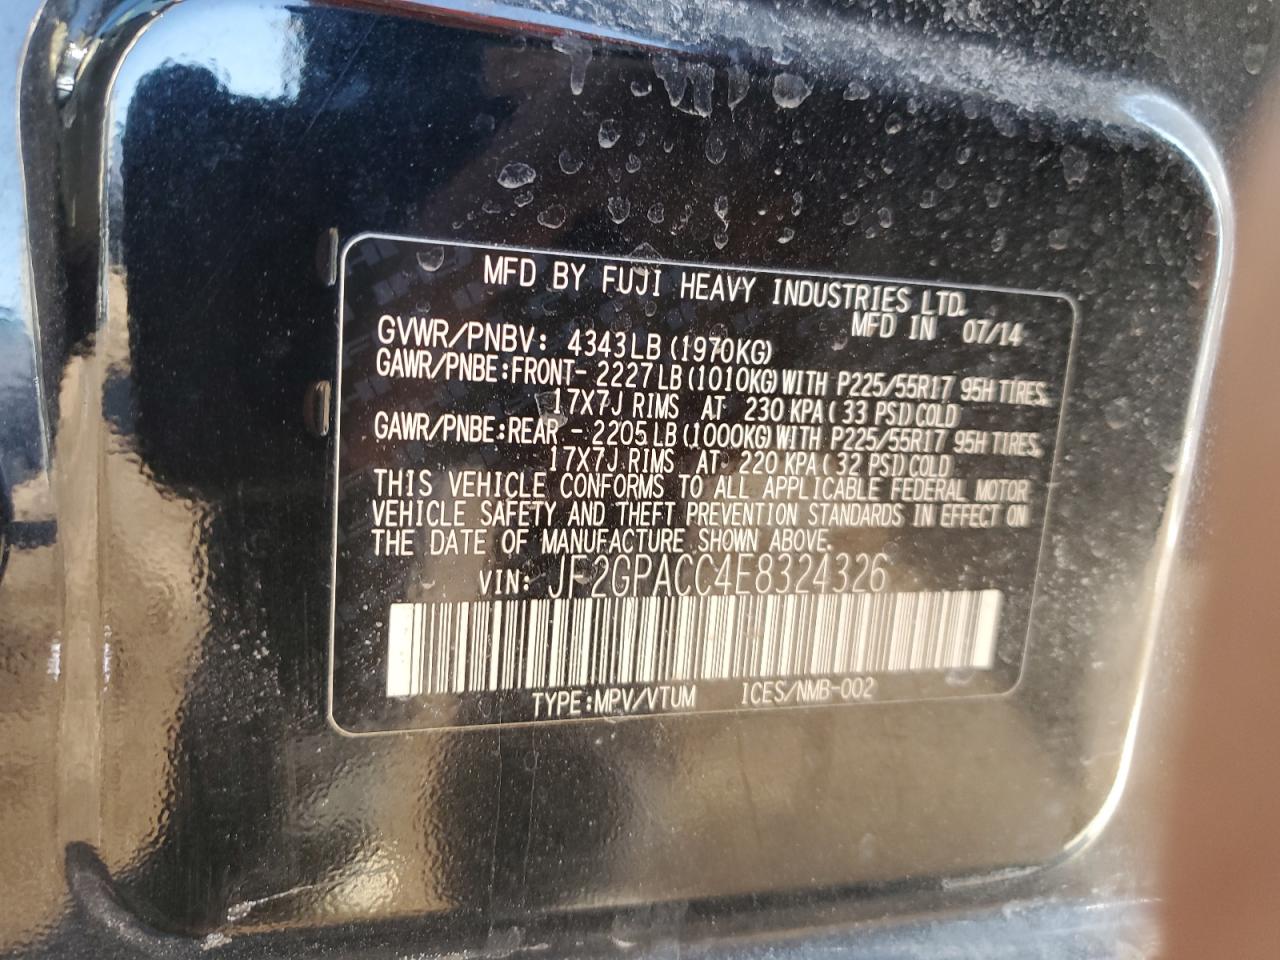 MFD BY FUJI HEAVY INDUSTRIES LTD.
MFD IN 07/14
GVWR/PNBV: 4343LB(1970KG)
GAWR/PNBE:FRONT- 2227LB(1010KG)WITH P225/55R17 95H TIRES.
17X7J RIMS AT 230 KPA(33 PSI)COLD
GAWR/PNBE:REAR - 2205LB(1000KG)WITH P225/55R17 95H TIRES.
17X7J RIMS AT 220 KPA(32 PSI)COLD
THIS VEHICLE CONFORMS TO ALL APPLICABLE FEDERAL MOTOR
VEHICLE SAFETY AND THEFT PREVENTION STANDARDS IN EFFECT ON
THE DATE OF MANUFACTURE SHOWN ABOVE.
VIN: JF2GPACC4E8324326
TYPE:MPV/VTUM ICES/NMB-002